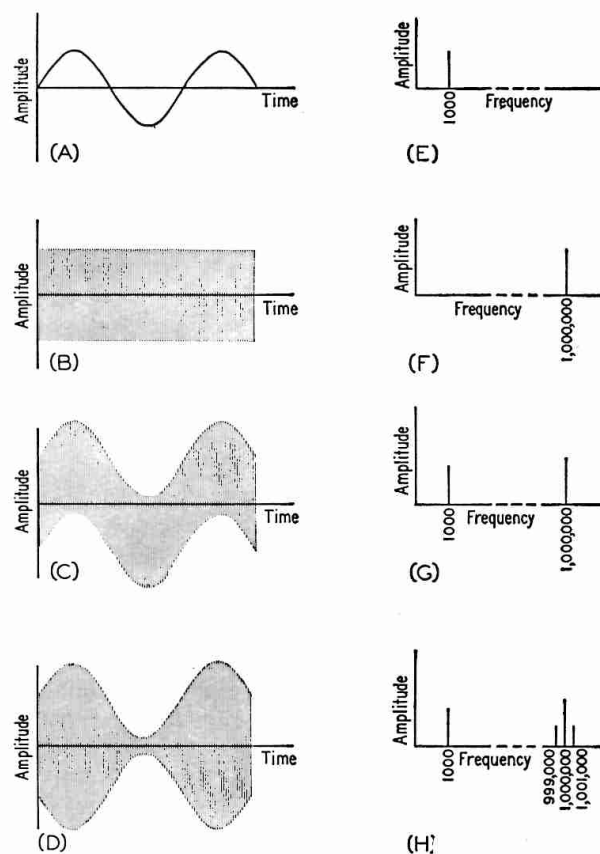 Amplitude
Time
(A)
Amplitude
1000
Frequency
(E)
Amplitude
Time
(B)
Amplitude
Frequency
1,000,000
(F)
Amplitude
Time
(C)
Amplitude
1000
Frequency
1,000,000
(G)
Amplitude
Time
(D)
Amplitude
1000
Frequency
999,000
1,000,000
1,001,000
(H)